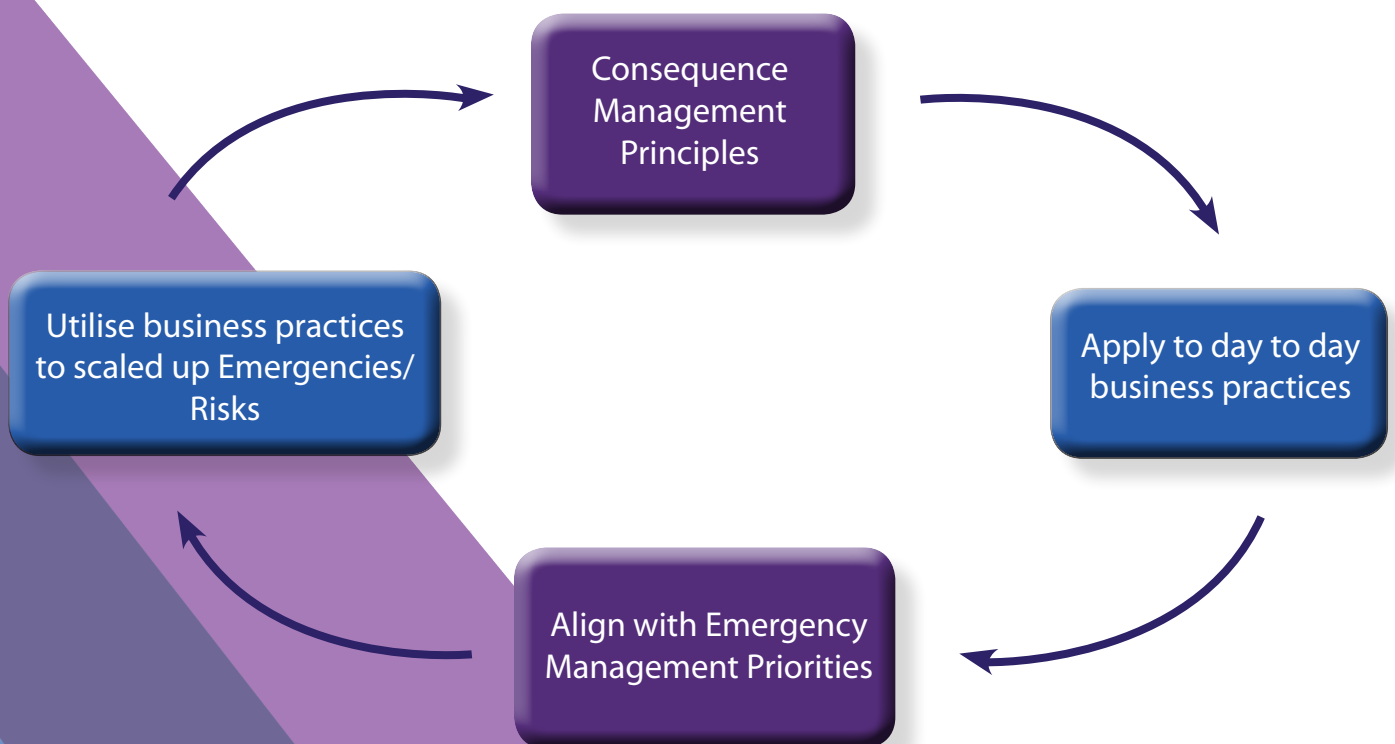 Consequence
Management
Principles
Utilise business practices
to scaled up Emergencies/
Risks
Apply to day to day
business practices
Align with Emergency
Management Priorities